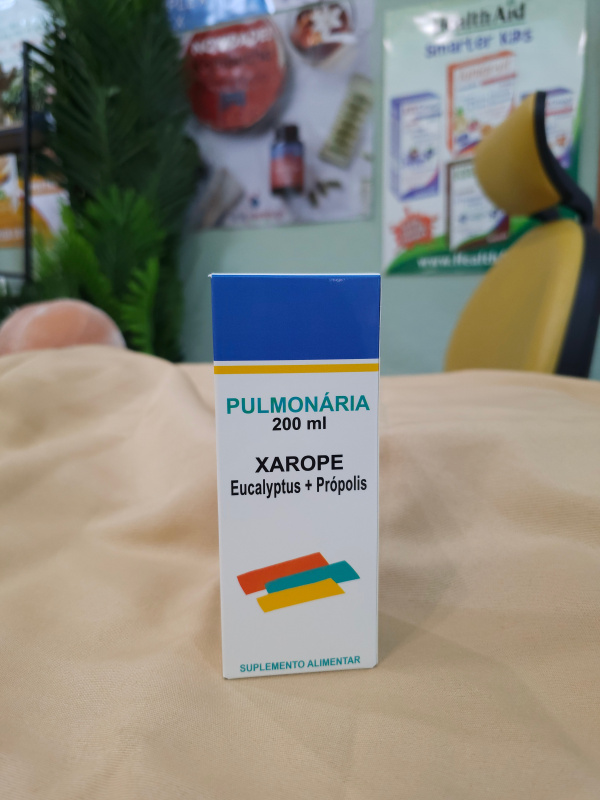 HealthAid
Smarter Kids
PULMONÁRIA
200 ml
XAROPE
Eucalyptus + Própolis
SUPLEMENTO ALIMENTAR